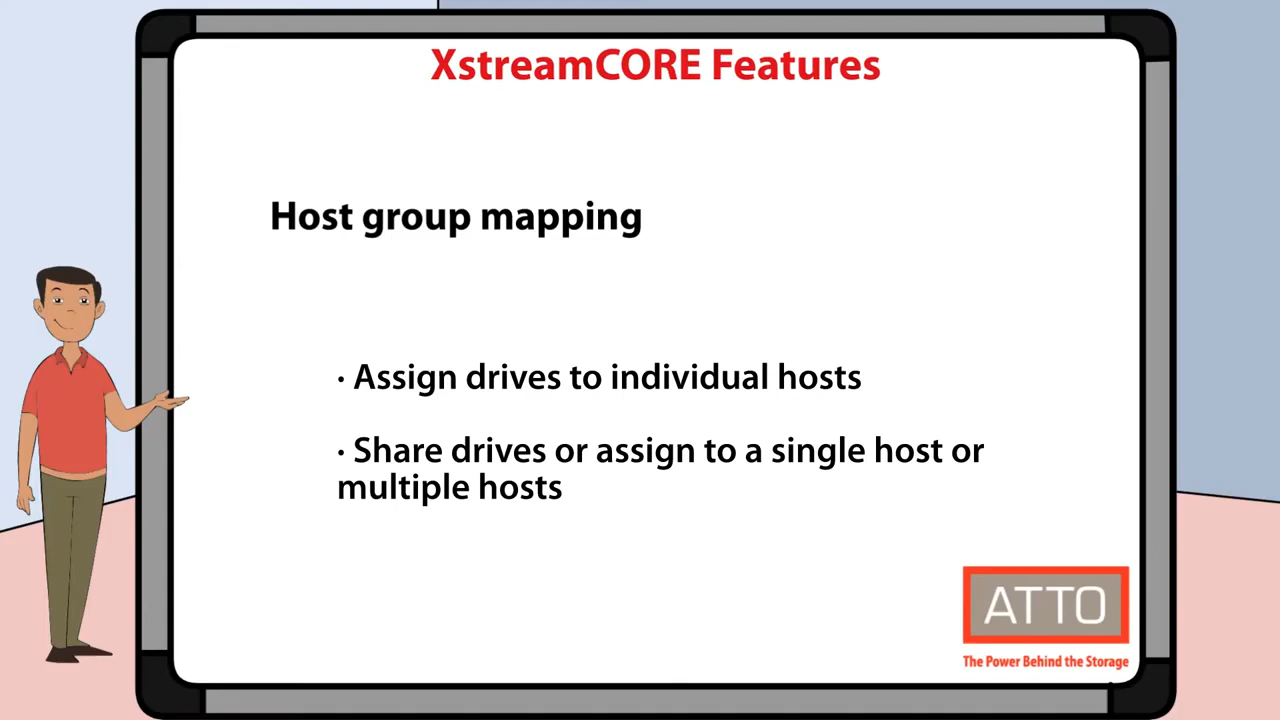 XstreamCORE Features
Host group mapping
· Assign drives to individual hosts
· Share drives or assign to a single host or
multiple hosts
ATTO
The Power Behind the Storage